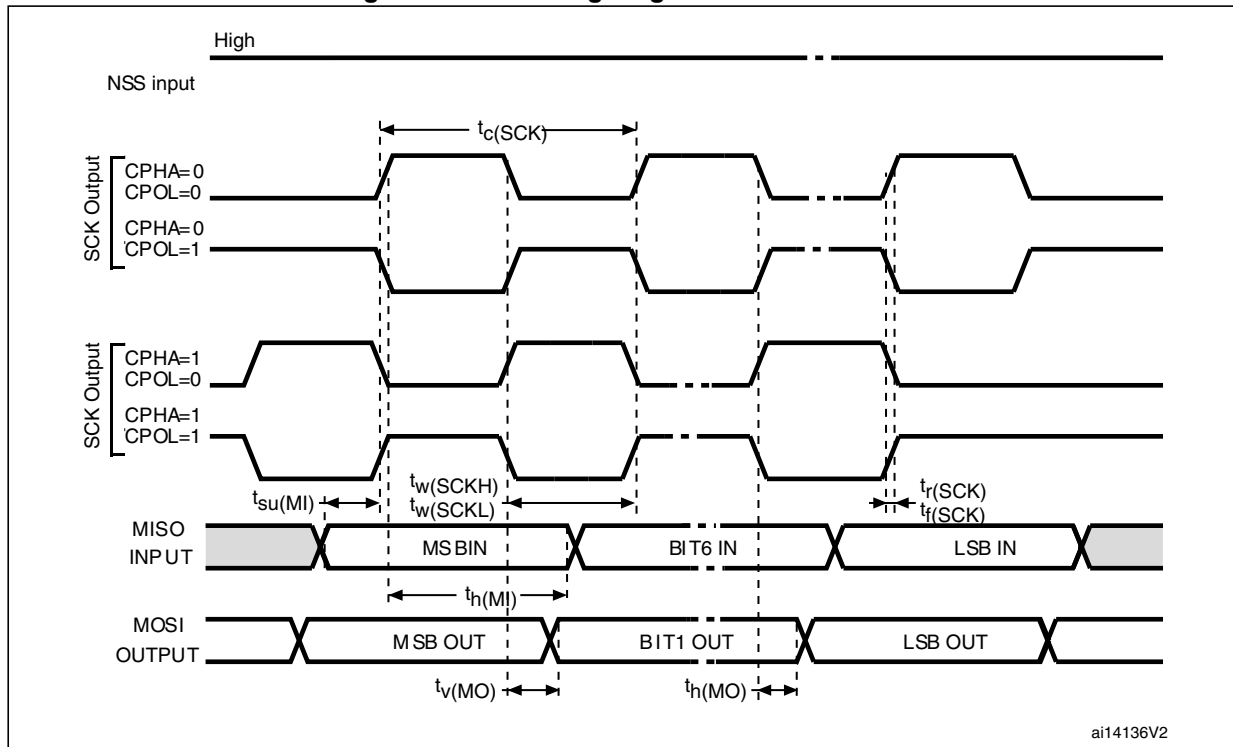 High
NSS input
tc(SCK)
SCK Output
CPHA=0
CPOL=0
CPHA=0
CPOL=1
SCK Output
CPHA=1
CPOL=0
CPHA=1
CPOL=1
tsu(MI)
tw(SCKH)
tw(SCKL)
tr(SCK)
tf(SCK)
MISO
INPUT
MSBIN
BIT6 IN
LSB IN
th(MI)
MOSI
OUTPUT
MSB OUT
BIT1 OUT
LSB OUT
tv(MO)
th(MO)
ai14136V2